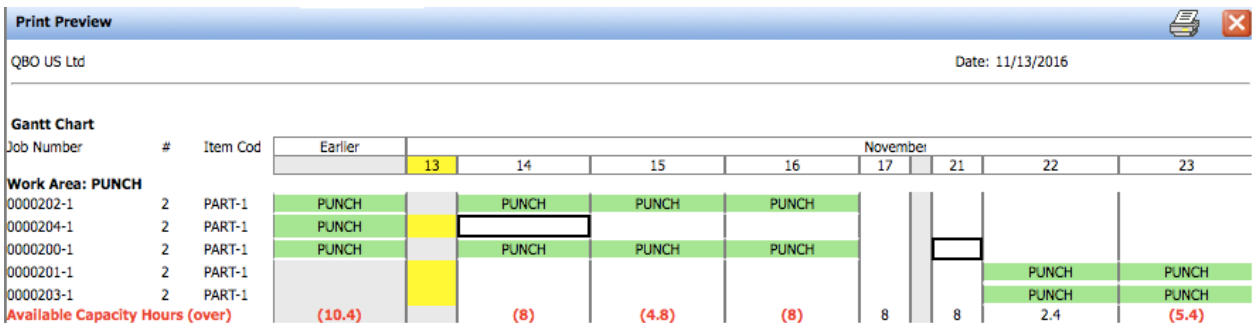 Print Preview
QBO US Ltd Date: 11/13/2016
Gantt Chart
Job Number # Item Cod Earlier November
13 14 15 16 17 21 22 23
Work Area: PUNCH
0000202-1 2 PART-1 PUNCH PUNCH PUNCH PUNCH
0000204-1 2 PART-1 PUNCH
0000200-1 2 PART-1 PUNCH PUNCH PUNCH PUNCH
0000201-1 2 PART-1 PUNCH PUNCH
0000203-1 2 PART-1 PUNCH PUNCH
Available Capacity Hours (over) (10.4) (8) (4.8) (8) 8 8 2.4 (5.4)